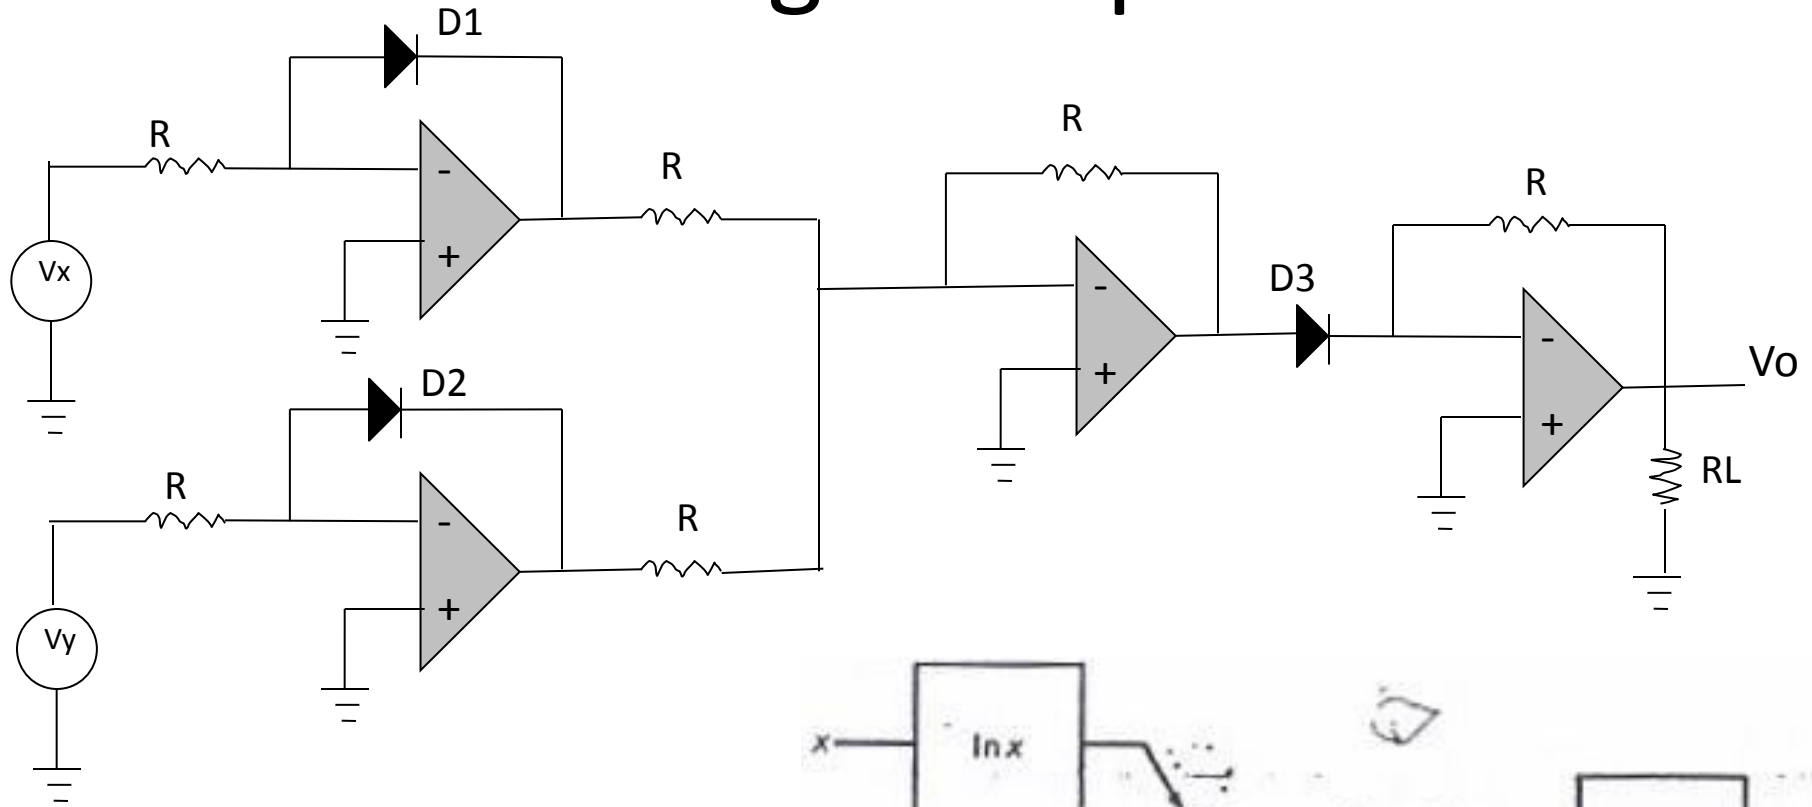 D1
R
R
R
R
Vx
-
+
-
+
D3
-
+
Vo
D2
R
R
Vy
-
+
RL
x
ln x